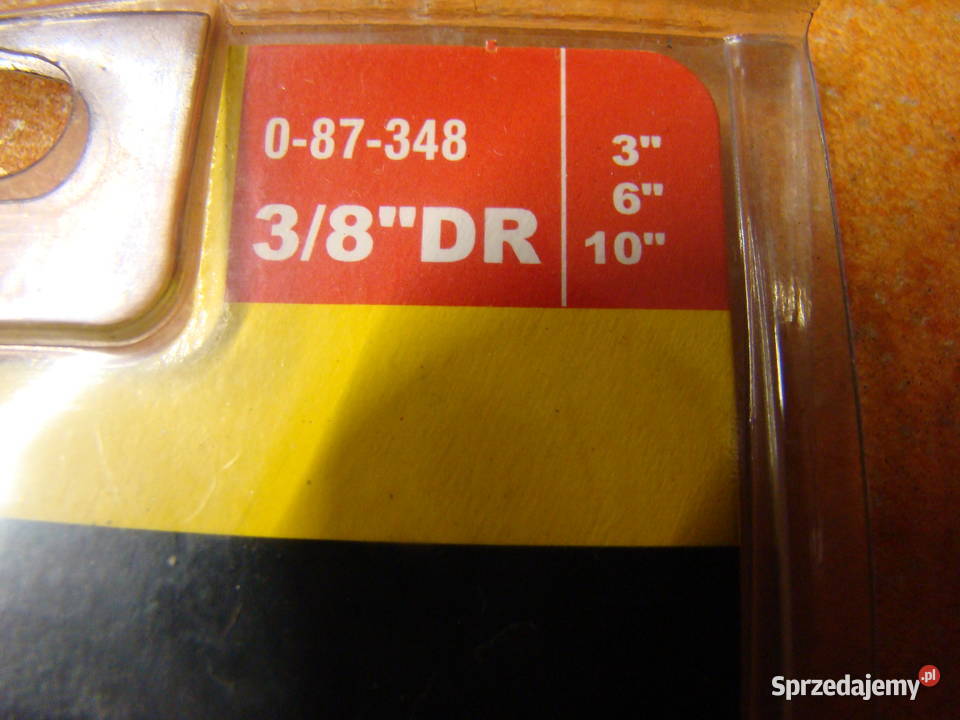 0-87-348
3/8"DR
3"
6"
10"
Sprzedajemy.pl